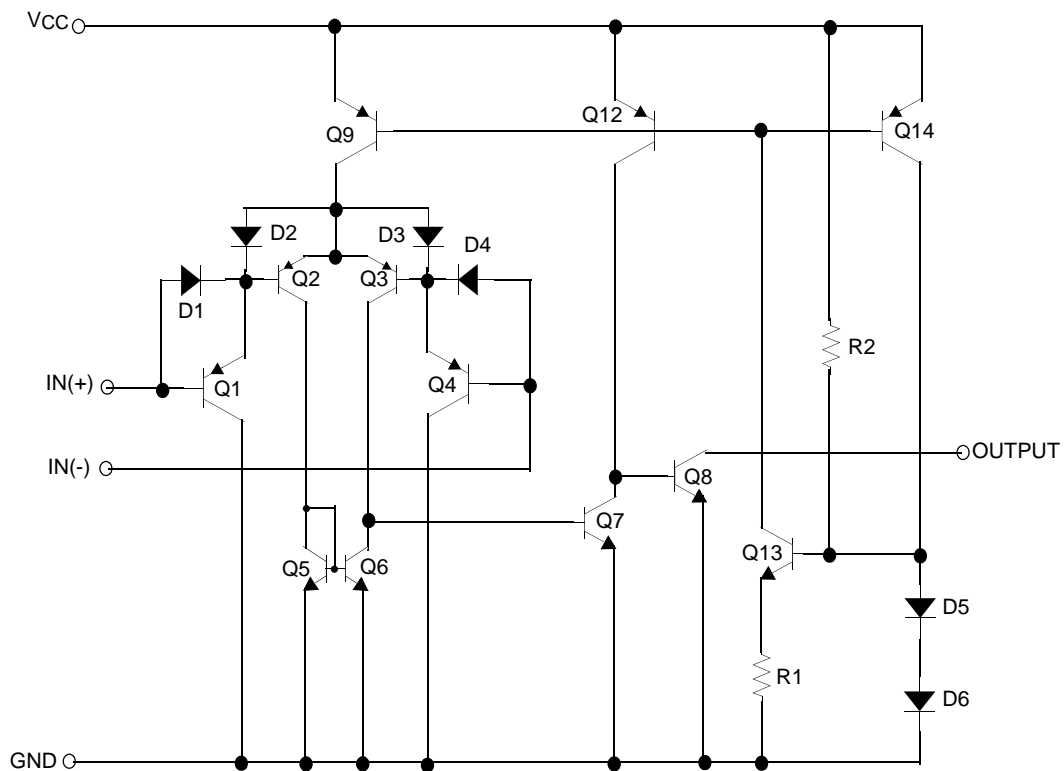 VCC
Q9
Q12
Q14
D2
D3
D4
Q2
Q3
D1
R2
IN(+)
Q1
Q4
IN(-)
OUTPUT
Q8
Q7
Q13
Q5
Q6
D5
R1
D6
GND